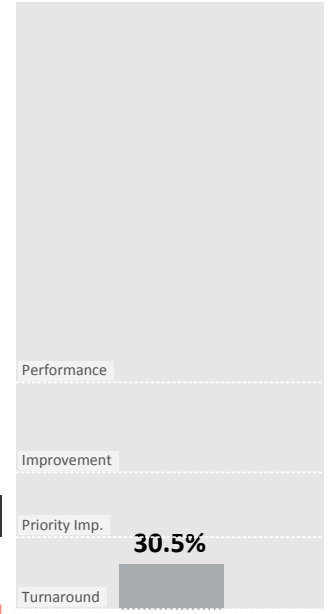 Performance
Improvement
Priority Imp.
30.5%
Turnaround